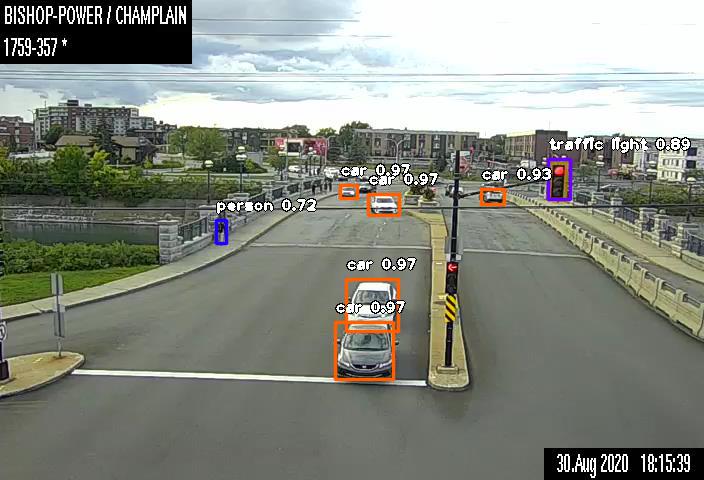 BISHOP-POWER / CHAMPLAIN
1759-357 *
traffic light 0.89
car 0.97
car 0.97
car 0.93
person 0.72
car 0.97
car 0.97
30.Aug 2020 18:15:39